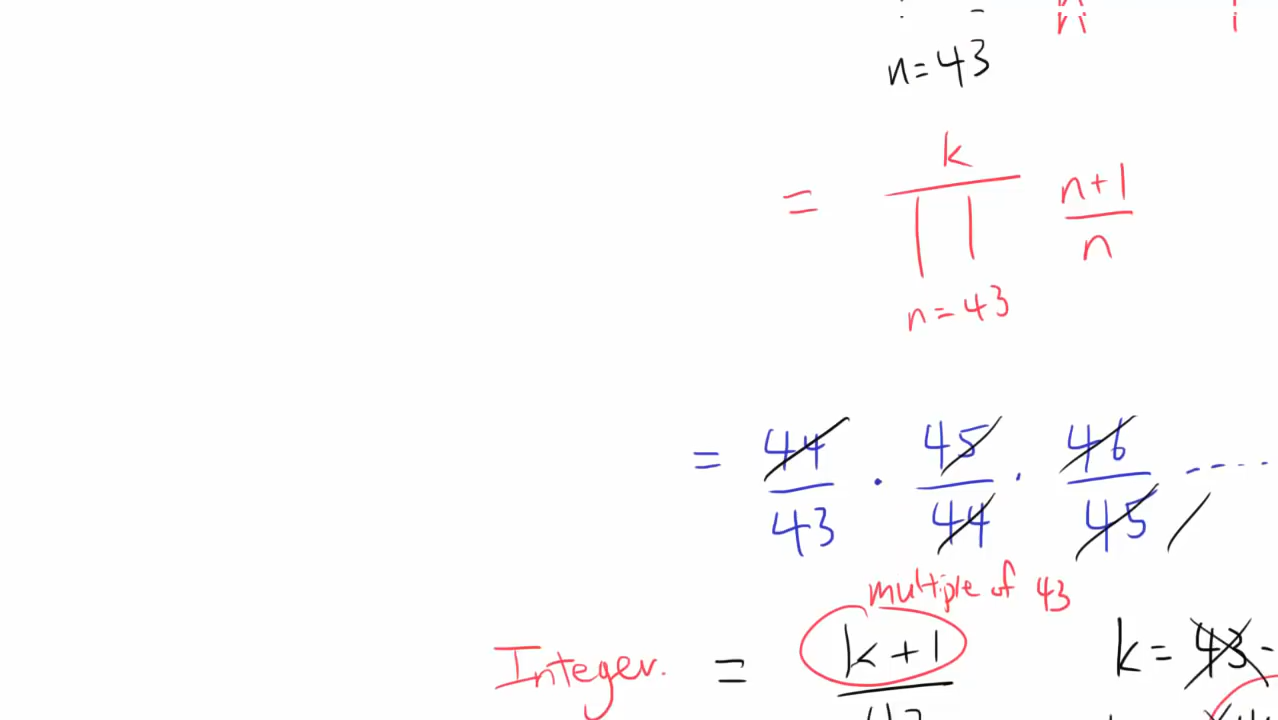 n=43
k
= ∏ n+1/n
n=43
= 44/43 · 45/44 · 46/45 ----
multiple of 43
Integer. = k+1 k= 43